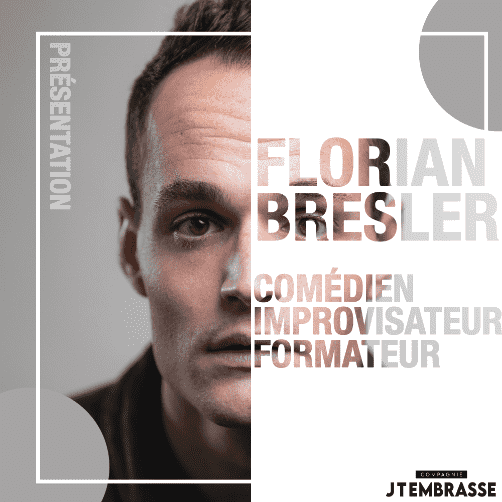 PRÉSENTATION
FLORIAN
BRESLER
COMÉDIEN
IMPROVISATEUR
FORMATEUR
COMPAGNIE
JTEMBRASSE